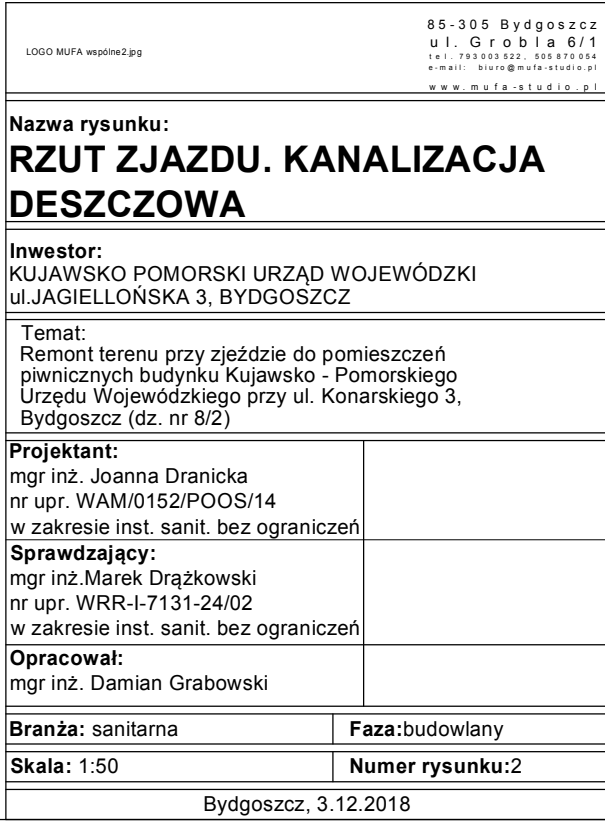 LOGO MUFA wspólne2.jpg
85-305 Bydgoszcz
ul. Grobla 6/1
tel. 793 003 522, 505 870 054
e-mail: biuro@mufa-studio.pl
www.mufa-studio.pl
Nazwa rysunku:
RZUT ZJAZDU. KANALIZACJA
DESZCZOWA
Inwestor:
KUJAWSKO POMORSKI URZĄD WOJEWÓDZKI
ul.JAGIELLOŃSKA 3, BYDGOSZCZ
Temat:
Remont terenu przy zjeździe do pomieszczeń
piwnicznych budynku Kujawsko - Pomorskiego
Urzędu Wojewódzkiego przy ul. Konarskiego 3,
Bydgoszcz (dz. nr 8/2)
Projektant:
mgr inż. Joanna Dranicka
nr upr. WAM/0152/POOS/14
w zakresie inst. sanit. bez ograniczeń
Sprawdzający:
mgr inż.Marek Drążkowski
nr upr. WRR-I-7131-24/02
w zakresie inst. sanit. bez ograniczeń
Opracował:
mgr inż. Damian Grabowski
Branża: sanitarna
Faza:budowlany
Skala: 1:50
Numer rysunku:2
Bydgoszcz, 3.12.2018